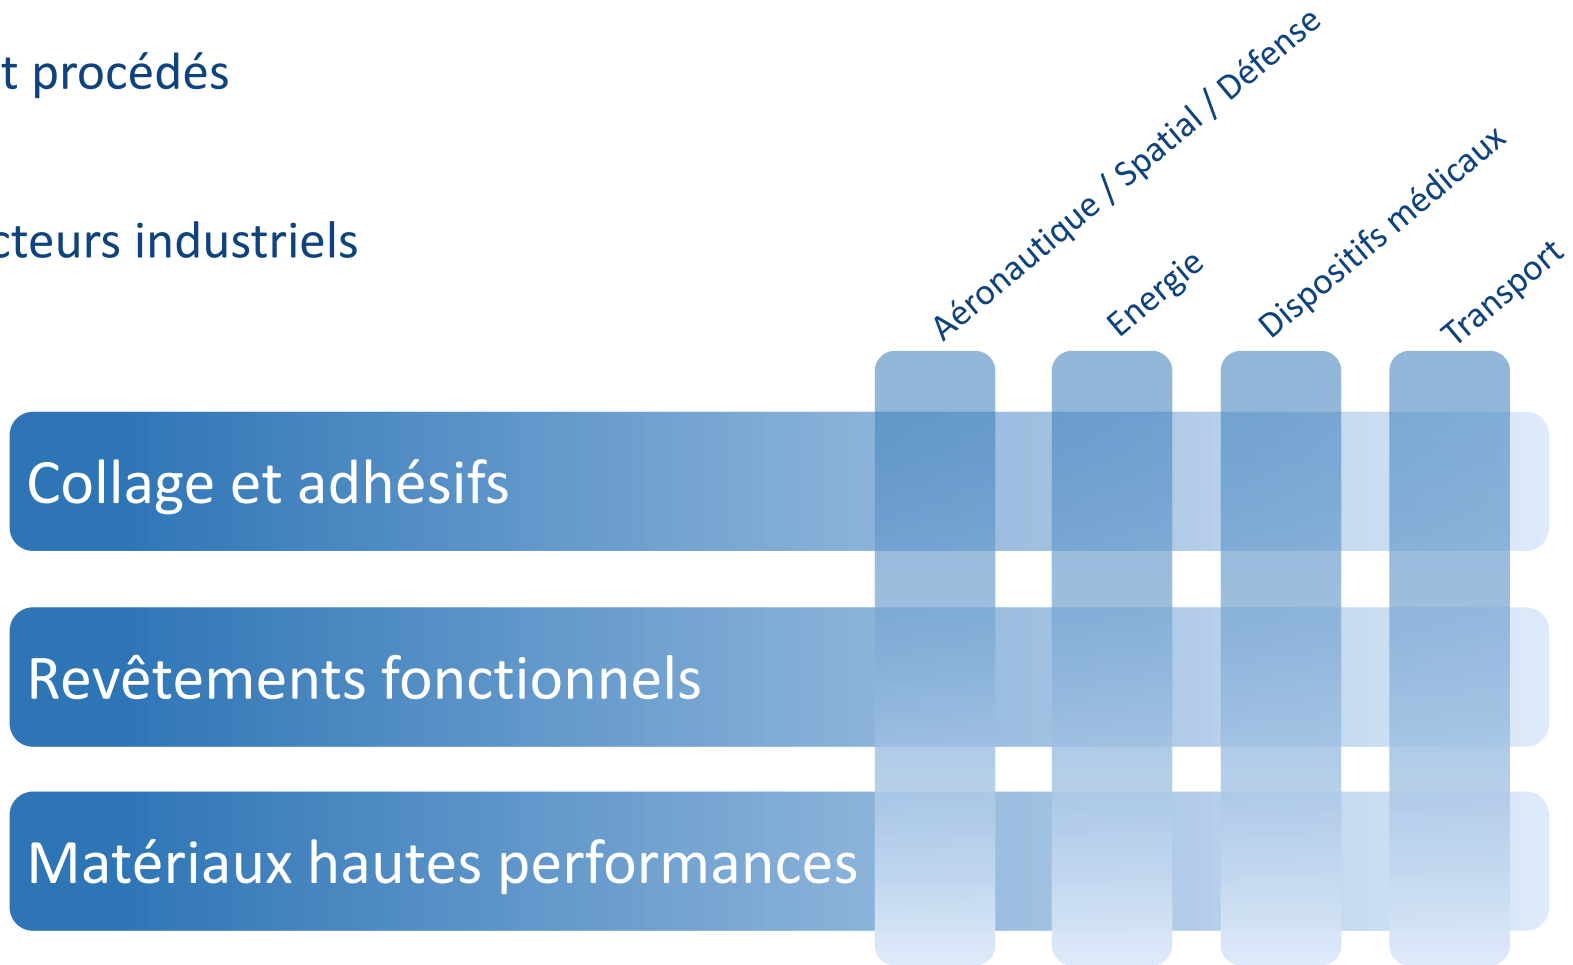 t procédés
cteurs industriels
Aéronautique / Spatial / Défense
Energie
Dispositifs médicaux
Transport
Collage et adhésifs
Revêtements fonctionnels
Matériaux hautes performances